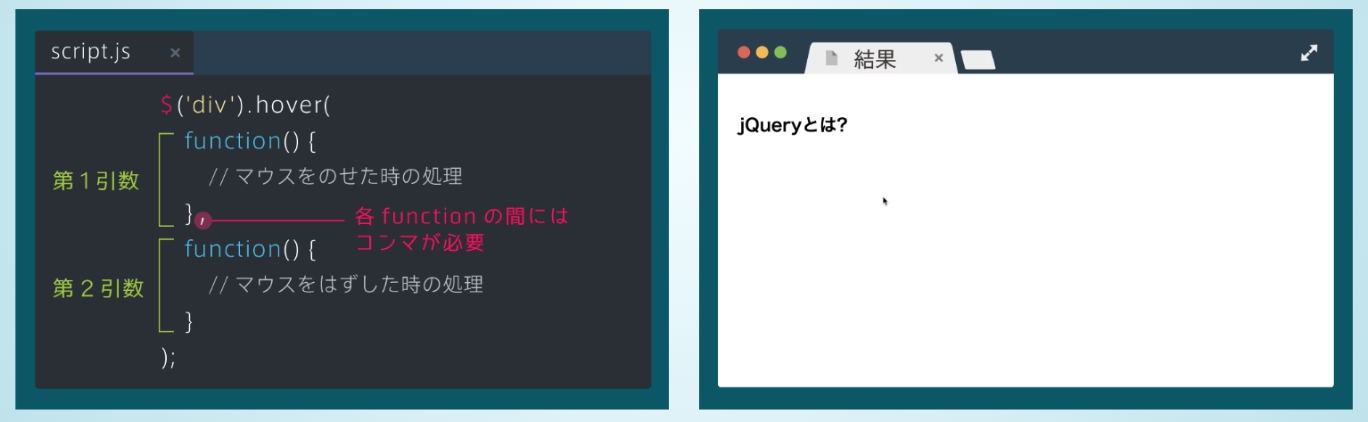 script.js ×
$('div').hover(
function() {
第1引数
// マウスをのせた時の処理
},
各 function の間には
コンマが必要
function() {
第2引数
// マウスをはずした時の処理
}
);
結果 ×
jQueryとは?